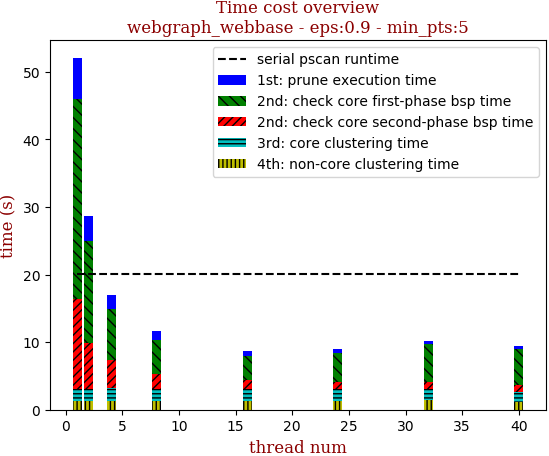 Time cost overview
webgraph_webbase - eps:0.9 - min_pts:5
serial pscan runtime
1st: prune execution time
2nd: check core first-phase bsp time
2nd: check core second-phase bsp time
3rd: core clustering time
4th: non-core clustering time
time (s)
50
40
30
20
10
0
0 5 10 15 20 25 30 35 40
thread num